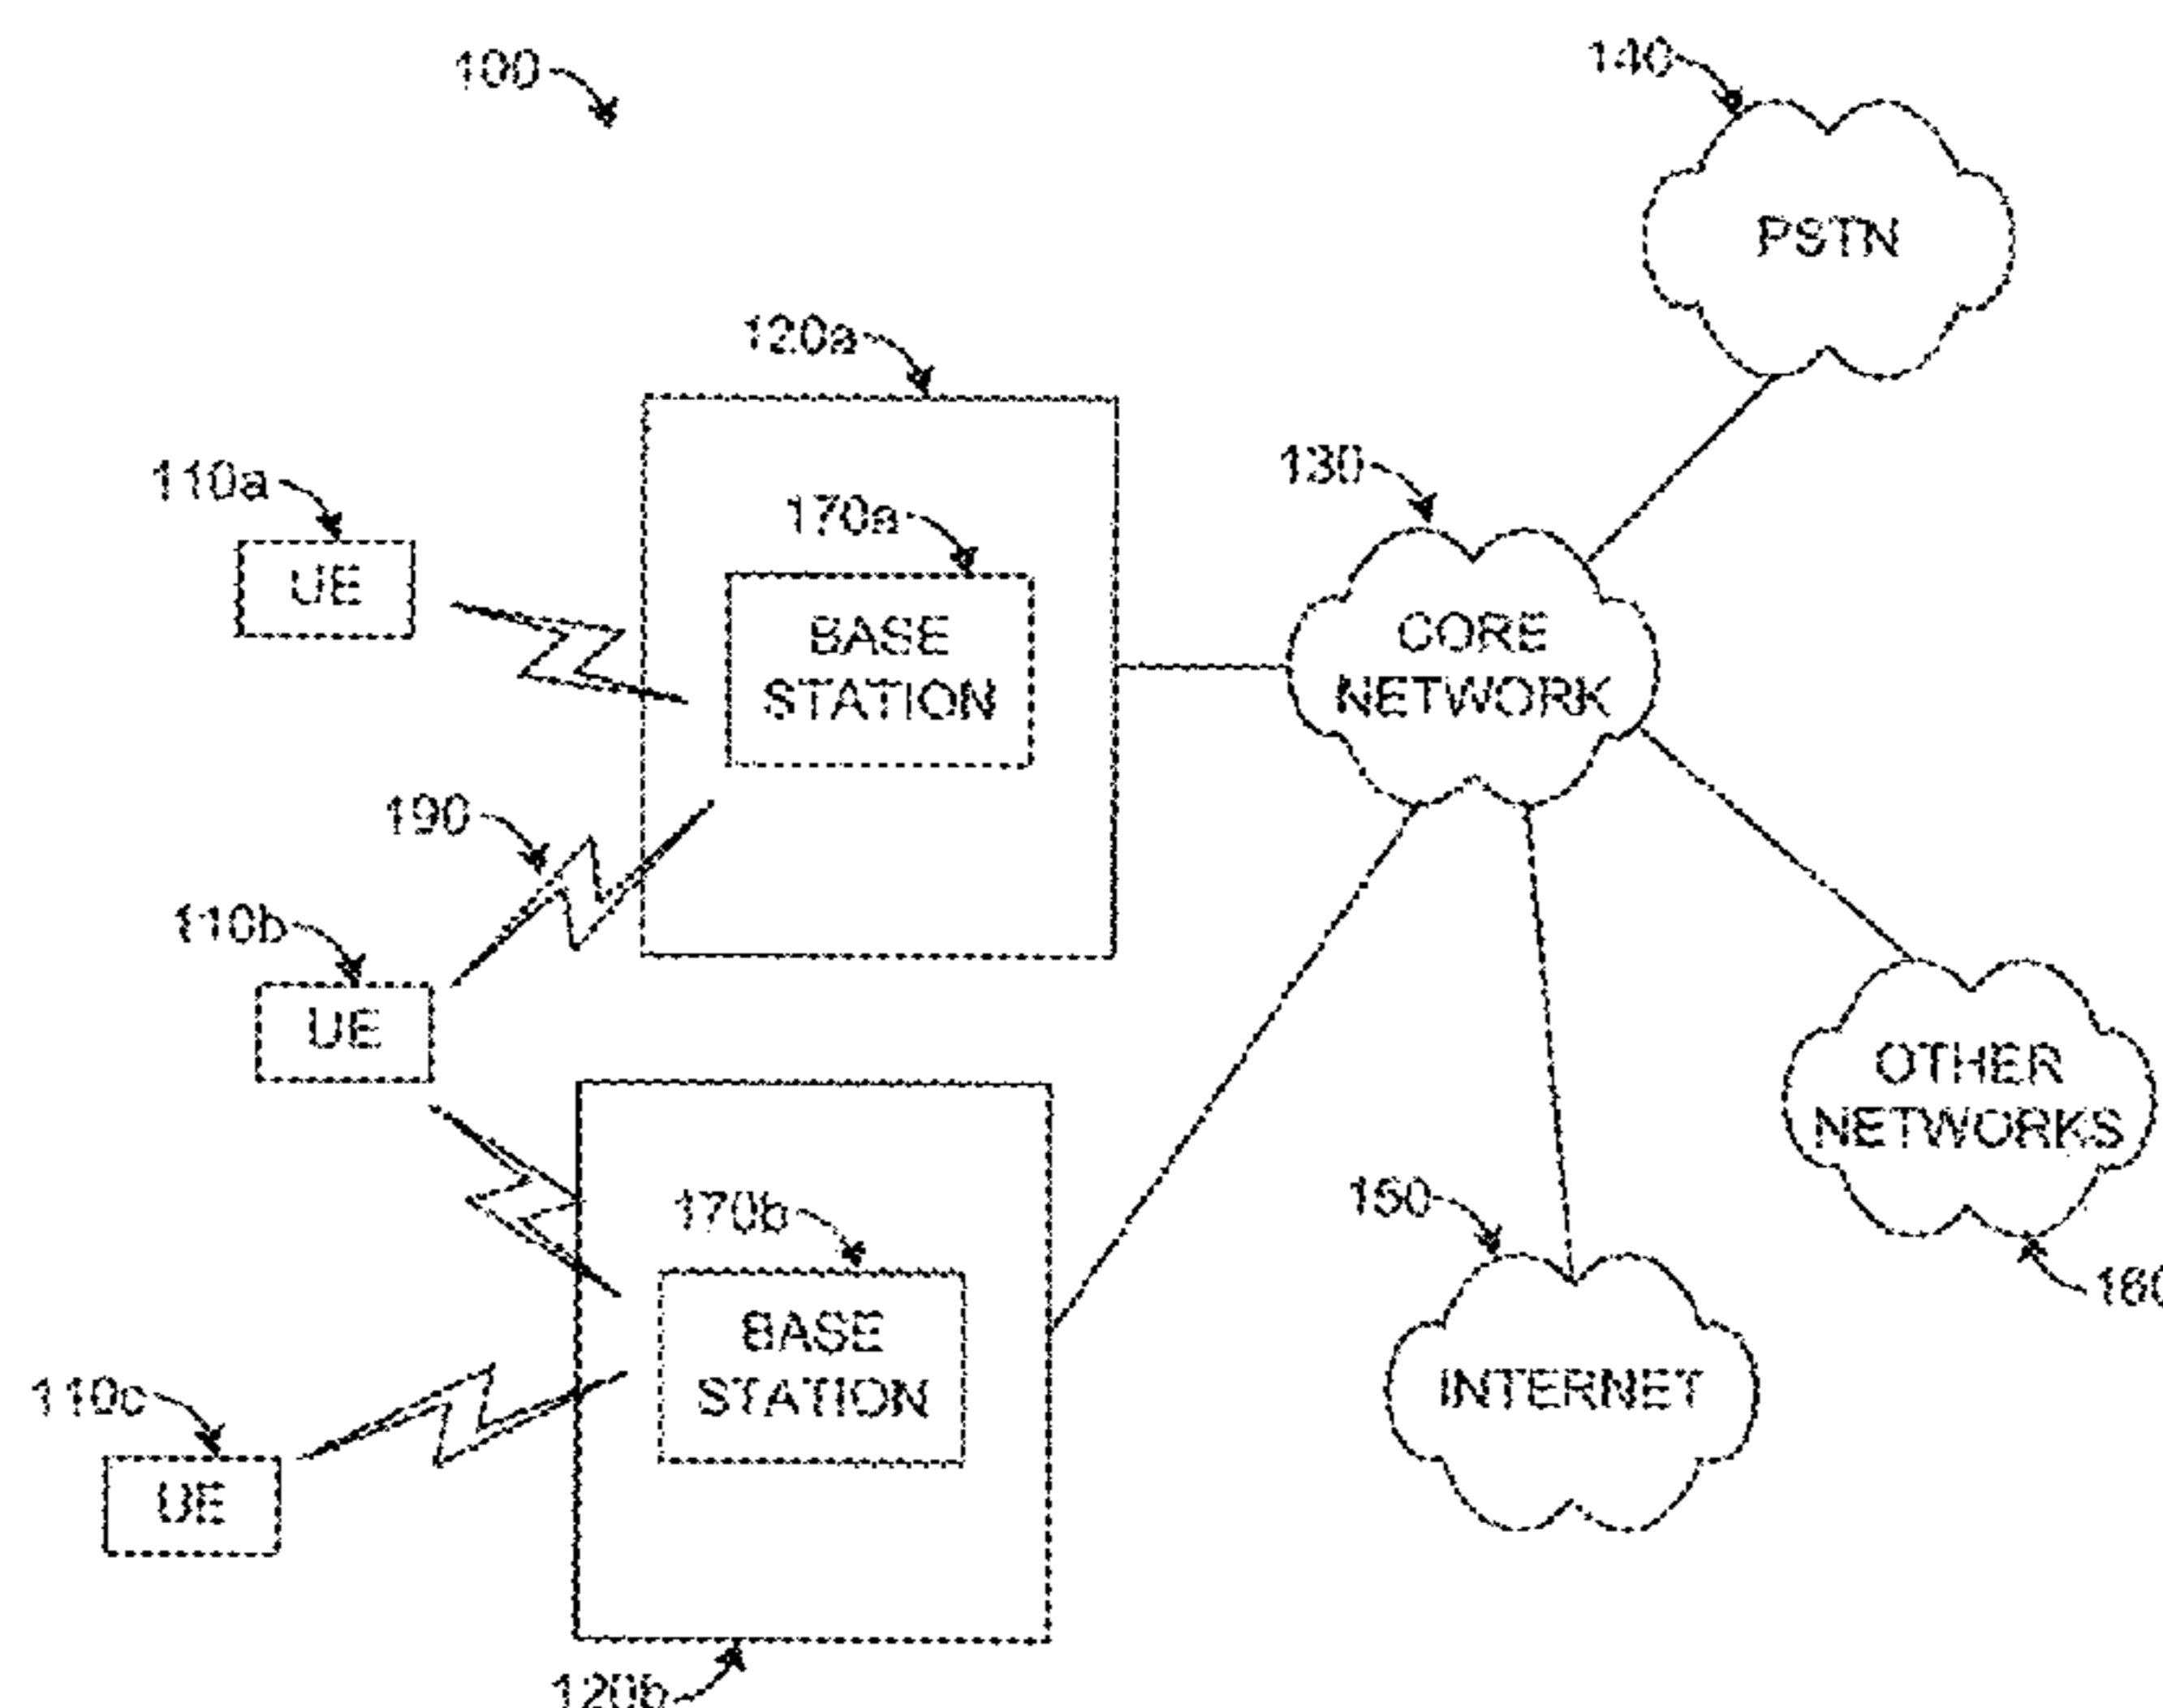 100
140
PSTN
120a
130
110a
170a
UE
BASE
STATION
CORE
NETWORK
190
110b
UE
OTHER
NETWORKS
150
170b
BASE
STATION
INTERNET
110c
UE
120b